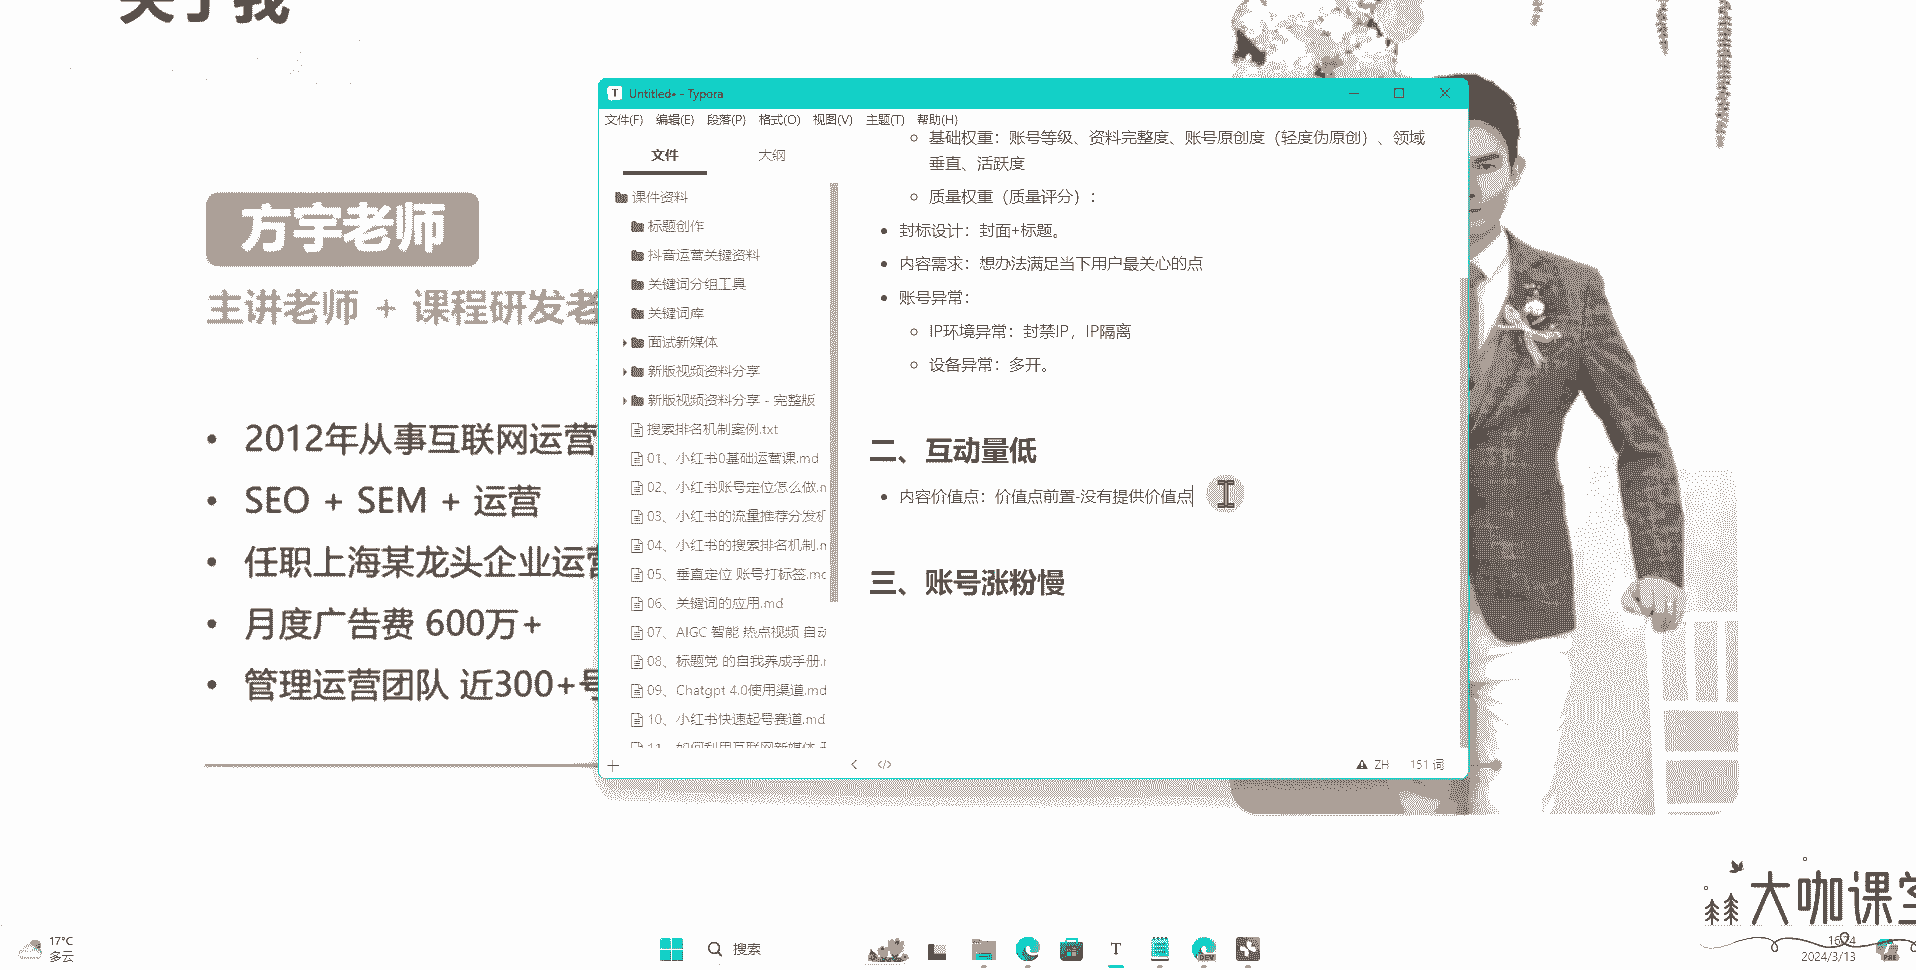 关于我
方宇老师
主讲老师 + 课程研发老
2012年从事互联网运营
SEO + SEM + 运营
任职上海某龙头企业运营
月度广告费 600万+
管理运营团队 近300+号
Untitled• - Typora
文件(F) 编辑(E) 段落(P) 格式(O) 视图(V) 主题(T) 帮助(H)
文件 大纲
课件资料
标题创作
抖音运营关键资料
关键词分组工具
关键词库
面试新媒体
新版视频资料分享
新版视频资料分享 - 完整版
搜索排名机制案例.txt
01、小红书0基础运营课.md
02、小红书账号定位怎么做.n
03、小红书的流量推荐分发机
04、小红书的搜索排名机制.n
05、垂直定位 账号打标签.mc
06、关键词的应用.md
07、AIGC 智能 热点视频 自动
08、标题党 的自我养成手册.r
09、Chatgpt 4.0使用渠道.md
10、小红书快速起号赛道.md
11、如何利用互联网新媒体
基础权重：账号等级、资料完整度、账号原创度（轻度伪原创）、领域
垂直、活跃度
质量权重（质量评分）：
封标设计：封面+标题。
内容需求：想办法满足当下用户最关心的点
账号异常：
IP环境异常：封禁IP，IP隔离
设备异常：多开。
二、互动量低
内容价值点：价值点前置-没有提供价值点
三、账号涨粉慢
ZH 151 词
大咖课堂
17°C
多云
搜索
2024/3/13